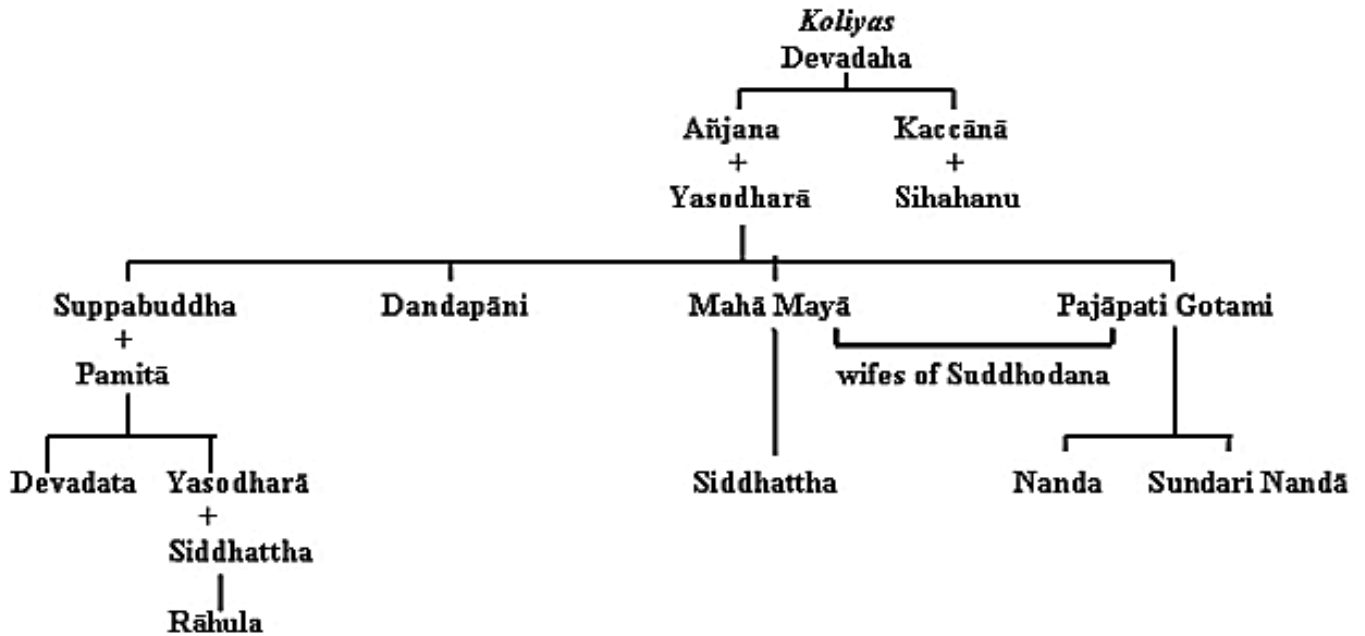 Koliyas
Devadaha
Añjana Kaccānā
+ +
Yasodharā Sihahanu
Suppabuddha Dandapāni Mahā Mayā Pajāpati Gotami
+
Pamitā wifes of Suddhodana
Devadata Yasodharā Siddhattha Nanda Sundari Nandā
+
Siddhattha
Rāhula